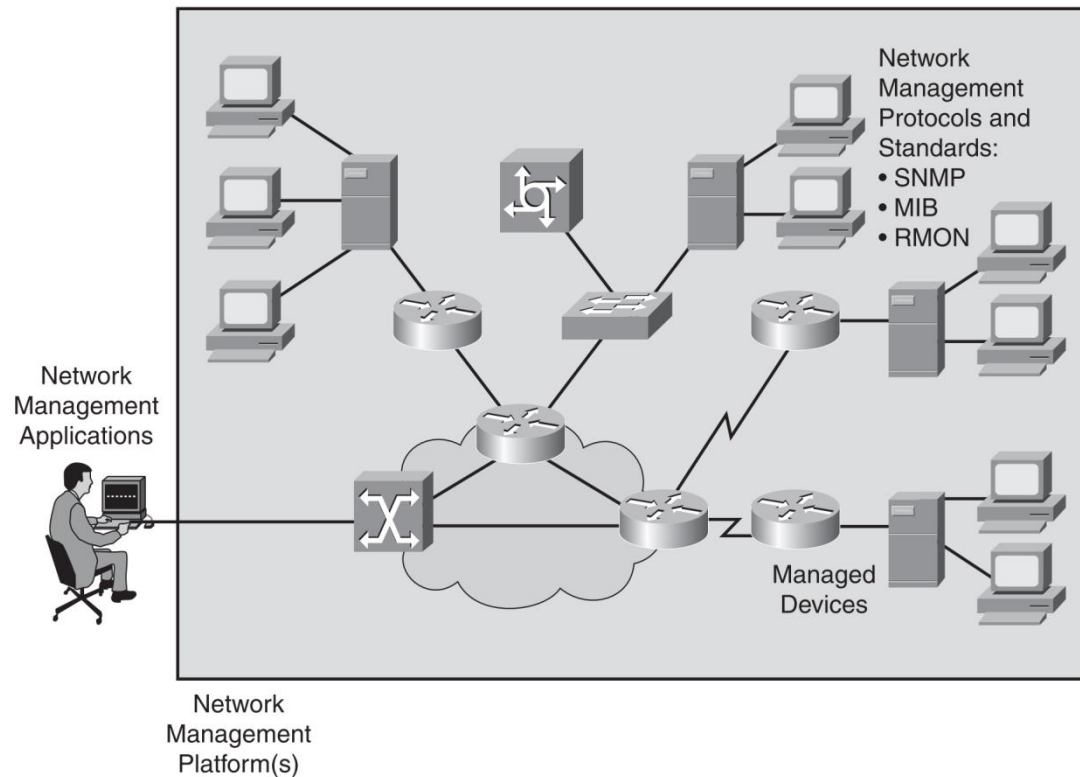 Network
Management
Protocols and
Standards:
• SNMP
• MIB
• RMON
Network
Management
Applications
Managed
Devices
Network
Management
Platform(s)